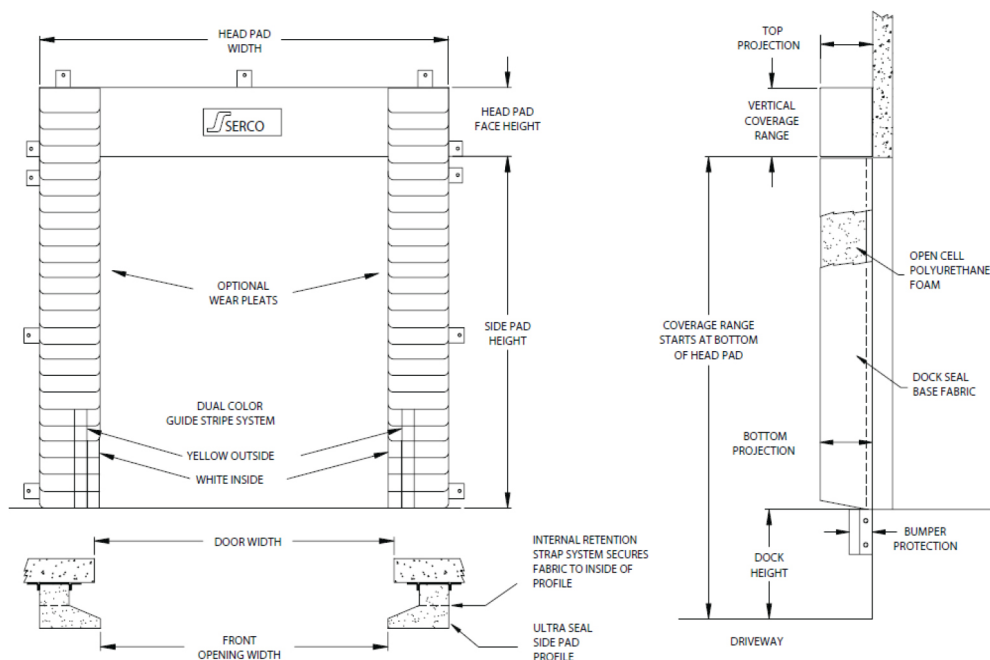 HEAD PAD
WIDTH
SERCO
HEAD PAD
FACE HEIGHT
OPTIONAL
WEAR PLEATS
SIDE PAD
HEIGHT
DUAL COLOR
GUIDE STRIPE SYSTEM
YELLOW OUTSIDE
WHITE INSIDE
DOOR WIDTH
INTERNAL RETENTION
STRAP SYSTEM SECURES
FABRIC TO INSIDE OF
PROFILE
FRONT
OPENING WIDTH
ULTRA SEAL
SIDE PAD
PROFILE
TOP
PROJECTION
VERTICAL
COVERAGE
RANGE
OPEN CELL
POLYURETHANE
FOAM
COVERAGE RANGE
STARTS AT BOTTOM
OF HEAD PAD
DOCK SEAL
BASE FABRIC
BOTTOM
PROJECTION
BUMPER
PROTECTION
DOCK
HEIGHT
DRIVEWAY